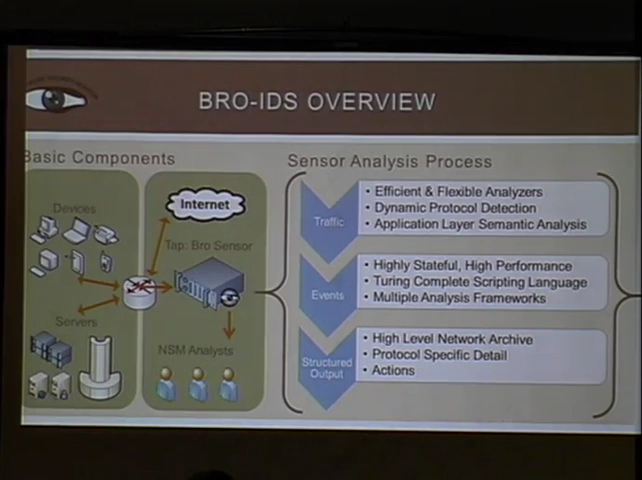 BRO-IDS OVERVIEW
Basic Components
Sensor Analysis Process
Devices
Internet
Tap: Bro Sensor
Servers
NSM Analysts
Traffic
• Efficient & Flexible Analyzers
• Dynamic Protocol Detection
• Application Layer Semantic Analysis
Events
• Highly Stateful, High Performance
• Turing Complete Scripting Language
• Multiple Analysis Frameworks
Structured
Output
• High Level Network Archive
• Protocol Specific Detail
• Actions